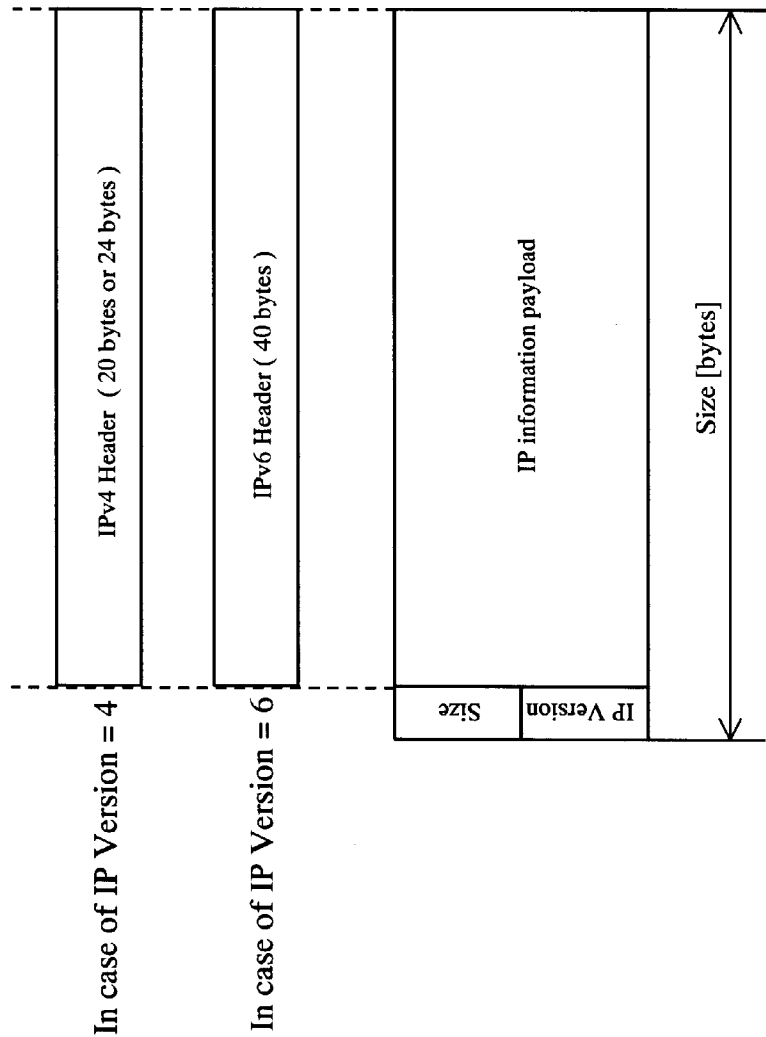 In case of IP Version = 4
IPv4 Header ( 20 bytes or 24 bytes )
In case of IP Version = 6
IPv6 Header ( 40 bytes )
Size
IP Version
IP information payload
Size [bytes]